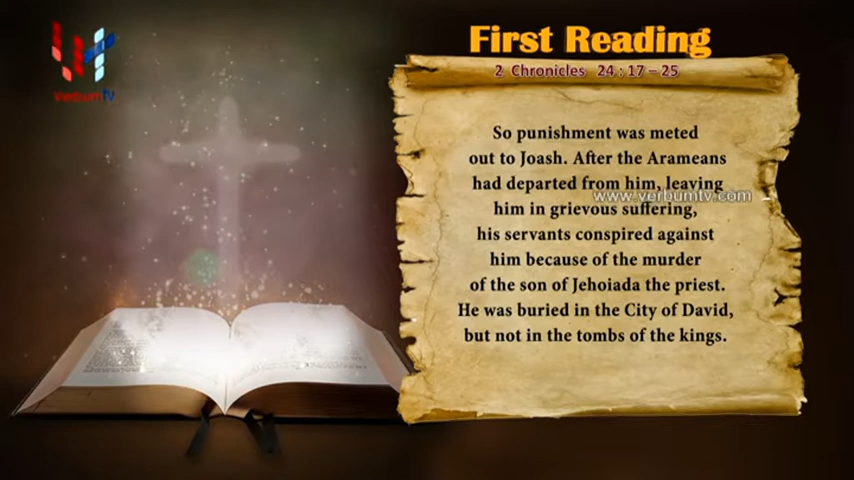 Verbum tv
First Reading
2 Chronicles 24 : 17 – 25
So punishment was meted
out to Joash. After the Arameans
had departed from him, leaving
www.verbumtv.com
him in grievous suffering,
his servants conspired against
him because of the murder
of the son of Jehoiada the priest.
He was buried in the City of David,
but not in the tombs of the kings.